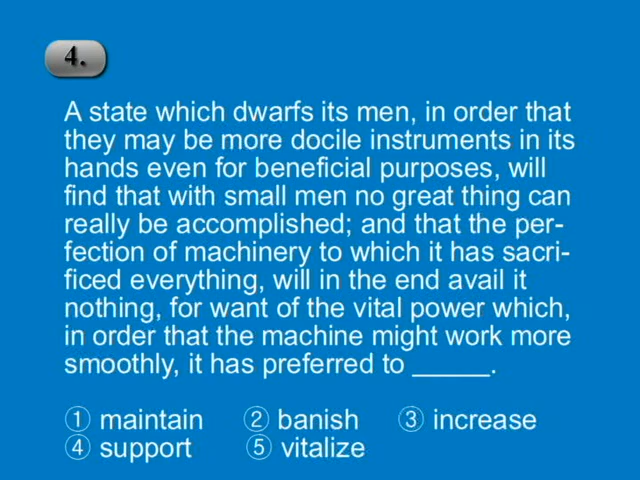 4.
A state which dwarfs its men, in order that
they may be more docile instruments in its
hands even for beneficial purposes, will
find that with small men no great thing can
really be accomplished; and that the per-
fection of machinery to which it has sacri-
ficed everything, will in the end avail it
nothing, for want of the vital power which,
in order that the machine might work more
smoothly, it has preferred to _____.
① maintain ② banish ③ increase
④ support ⑤ vitalize